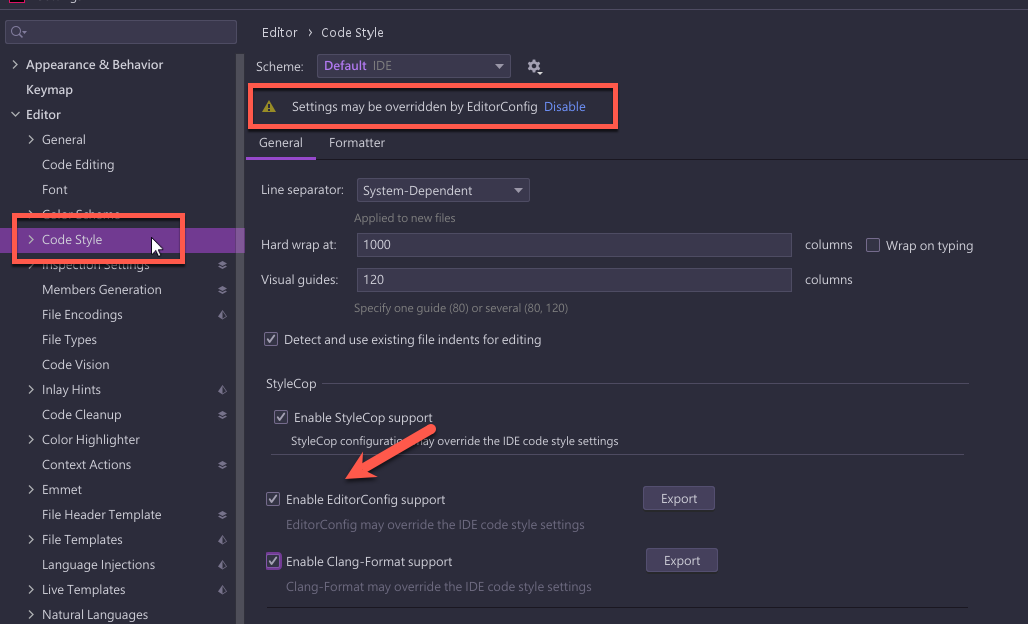 Editor › Code Style
Scheme: Default IDE
Settings may be overridden by EditorConfig Disable
General Formatter
Line separator: System-Dependent
Applied to new files
Hard wrap at: 1000 columns Wrap on typing
Visual guides: 120 columns
Specify one guide (80) or several (80, 120)
Detect and use existing file indents for editing
StyleCop
Enable StyleCop support
StyleCop configuration may override the IDE code style settings
Enable EditorConfig support Export
EditorConfig may override the IDE code style settings
Enable Clang-Format support Export
Clang-Format may override the IDE code style settings
Appearance & Behavior
Keymap
Editor
General
Code Editing
Font
Color Scheme
Code Style
Inspection Settings
Members Generation
File Encodings
File Types
Code Vision
Inlay Hints
Code Cleanup
Color Highlighter
Context Actions
Emmet
File Header Template
File Templates
Language Injections
Live Templates
Natural Languages